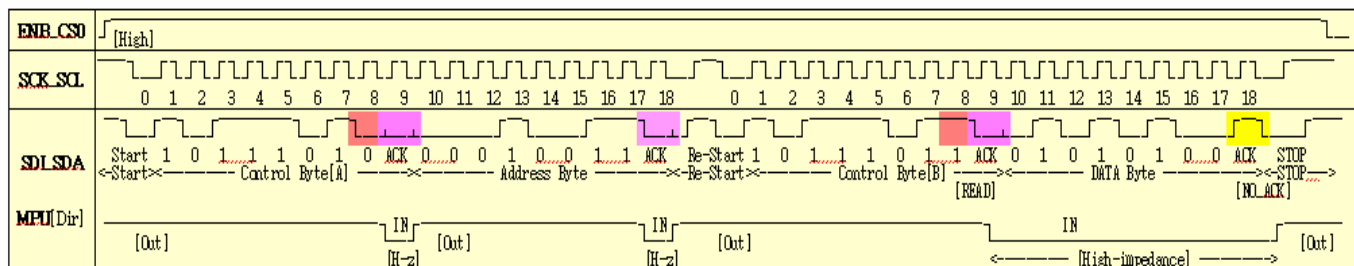 ENB_CS0 [High]
SCK_SCL
0 1 2 3 4 5 6 7 8 9 10 11 12 13 14 15 16 17 18 0 1 2 3 4 5 6 7 8 9 10 11 12 13 14 15 16 17 18
SDI_SDA
Start 1 0 1 1 1 0 1 0 ACK 0 0 0 1 0 0 1 1 ACK Re-Start 1 0 1 1 1 0 1 1 ACK 0 1 0 1 0 1 0 0 ACK STOP
Start Control Byte[A] Address Byte Re-Start Control Byte[B] DATA Byte STOP
[READ] [NO_ACK]
MPU[Dir]
[Out] IN [Out] IN [Out] IN [Out]
[H-z] [H-z] [High-impedance]